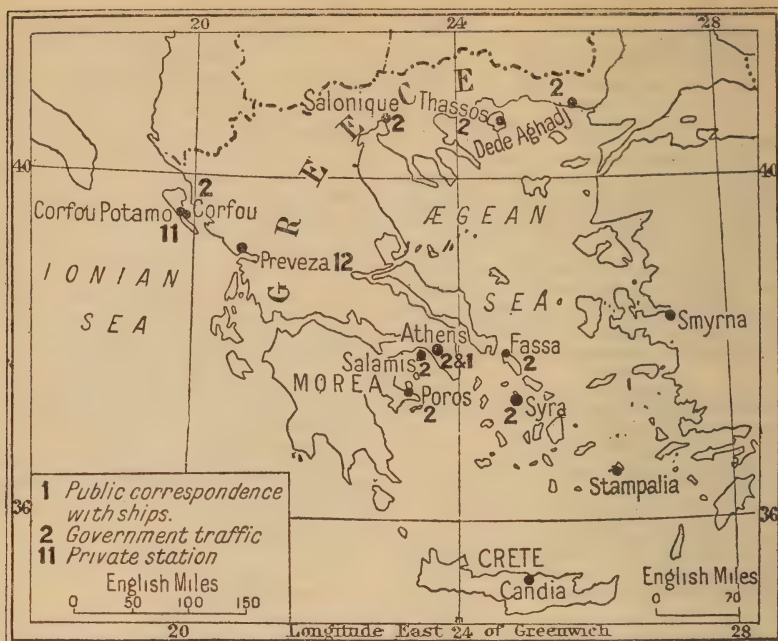 20 24 28
GREECE
Salonique 2
Thassos 2
Dede Aghadj 2
40 40
2
Corfou Potamo Corfou
11
ÆGEAN
SEA
Preveza 12
IONIAN
SEA
Smyrna
Athens
2&1
Fassa
2
Salamis
2
MOREA
Poros
2
Syra
2
Stampalia
36 36
1 Public correspondence
with ships.
2 Government traffic
11 Private station
English Miles
0 50 100 150
CRETE
Candia
English Miles
0 70
20 Longitude East 24 of Greenwich 28